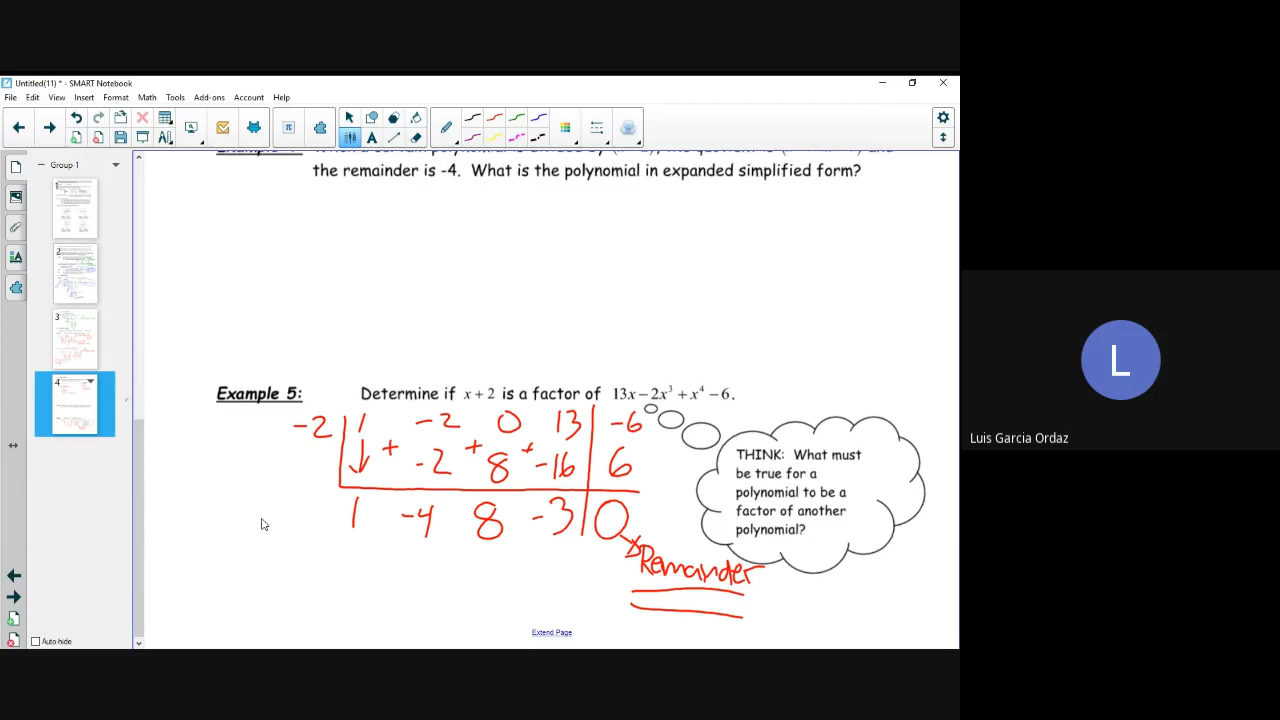 Untitled(11) * - SMART Notebook
File Edit View Insert Format Math Tools Add-ons Account Help
Group 1
1
2
3
4
the remainder is -4. What is the polynomial in expanded simplified form?
Example 5: Determine if x + 2 is a factor of 13x − 2x³ + x⁴ − 6.
-2 1 -2 0 13 -6
↓ + -2 + 8 + -16 6
1 -4 8 -3 0
Remainder
THINK: What must
be true for a
polynomial to be a
factor of another
polynomial?
Extend Page
Auto-hide
L
Luis Garcia Ordaz